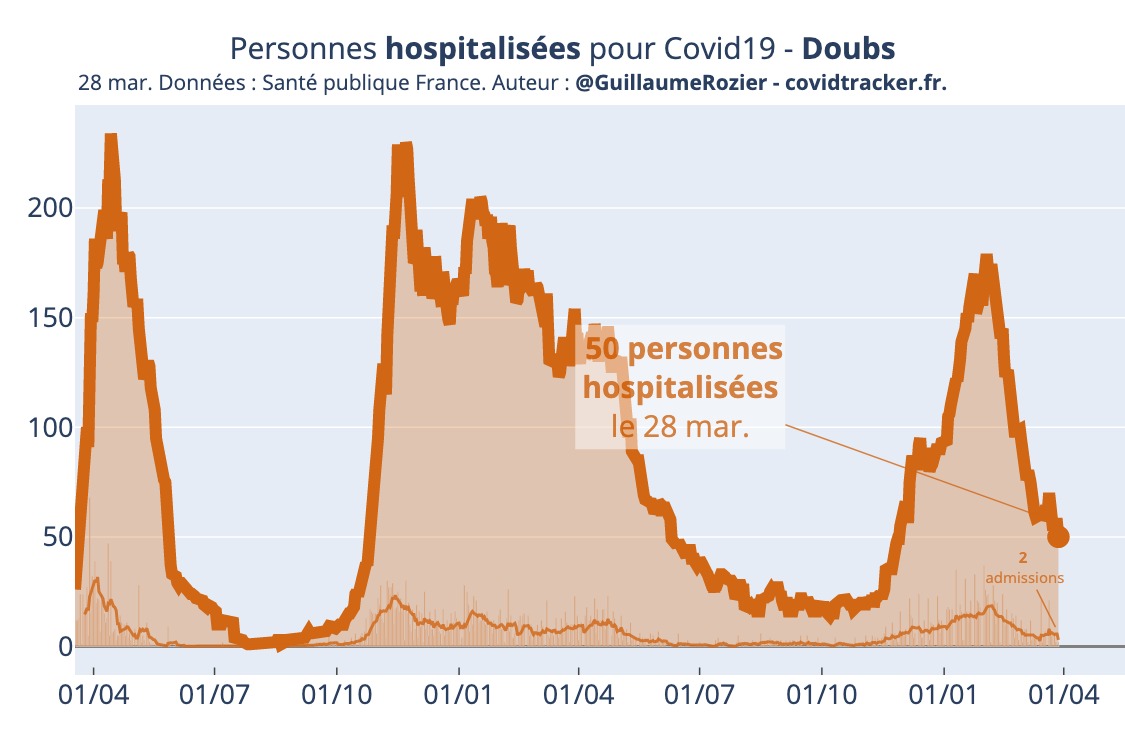 Personnes hospitalisées pour Covid19 - Doubs
28 mar. Données : Santé publique France. Auteur : @GuillaumeRozier - covidtracker.fr.
200
150
50 personnes
hospitalisées
le 28 mar.
100
50
2
admissions
0
01/04 01/07 01/10 01/01 01/04 01/07 01/10 01/01 01/04